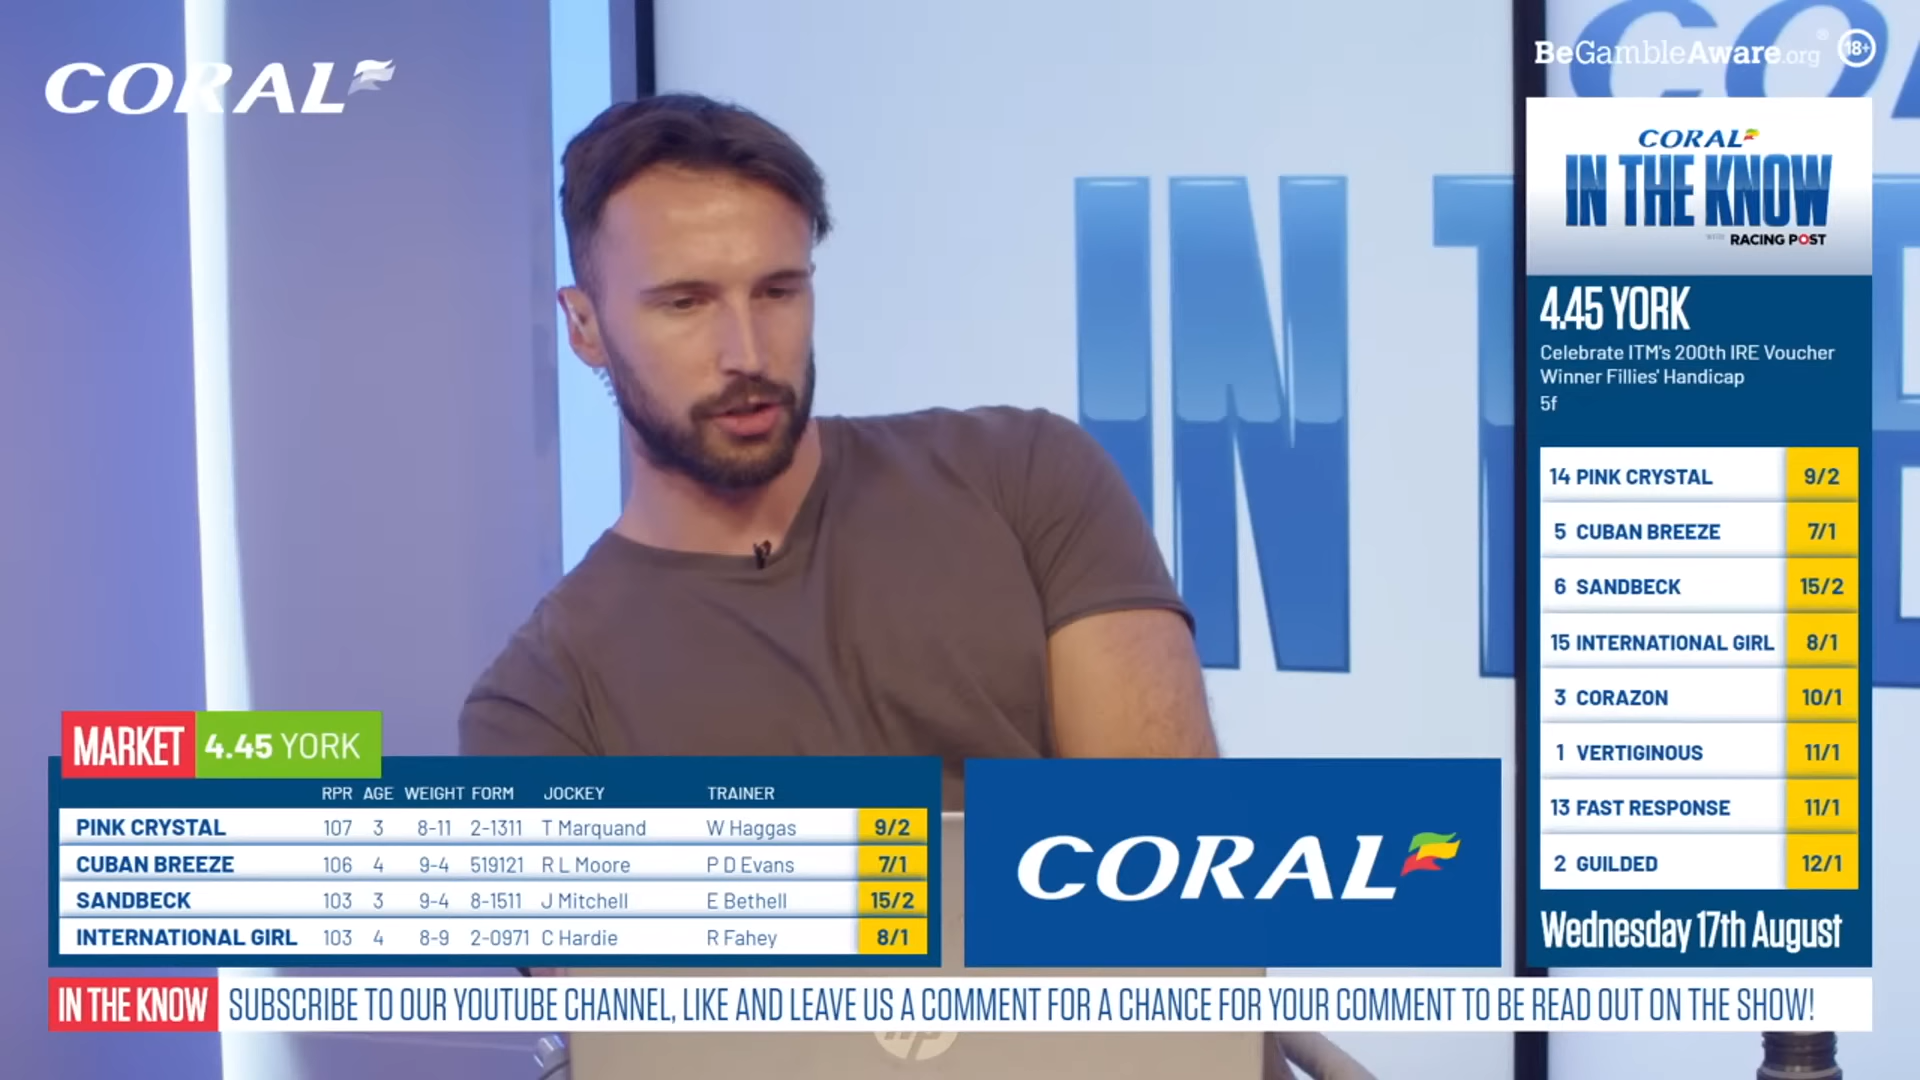 CORAL
BeGambleAware.org® 18+
CORAL
IN THE KNOW
WITH RACING POST
4.45 YORK
Celebrate ITM's 200th IRE Voucher
Winner Fillies' Handicap
5f
14 PINK CRYSTAL 9/2
5 CUBAN BREEZE 7/1
6 SANDBECK 15/2
15 INTERNATIONAL GIRL 8/1
3 CORAZON 10/1
1 VERTIGINOUS 11/1
13 FAST RESPONSE 11/1
2 GUILDED 12/1
Wednesday 17th August
IN T
MARKET 4.45 YORK
RPR AGE WEIGHT FORM JOCKEY TRAINER
PINK CRYSTAL 107 3 8-11 2-1311 T Marquand W Haggas 9/2
CUBAN BREEZE 106 4 9-4 519121 R L Moore P D Evans 7/1
SANDBECK 103 3 9-4 8-1511 J Mitchell E Bethell 15/2
INTERNATIONAL GIRL 103 4 8-9 2-0971 C Hardie R Fahey 8/1
CORAL
IN THE KNOW SUBSCRIBE TO OUR YOUTUBE CHANNEL, LIKE AND LEAVE US A COMMENT FOR A CHANCE FOR YOUR COMMENT TO BE READ OUT ON THE SHOW!
hp